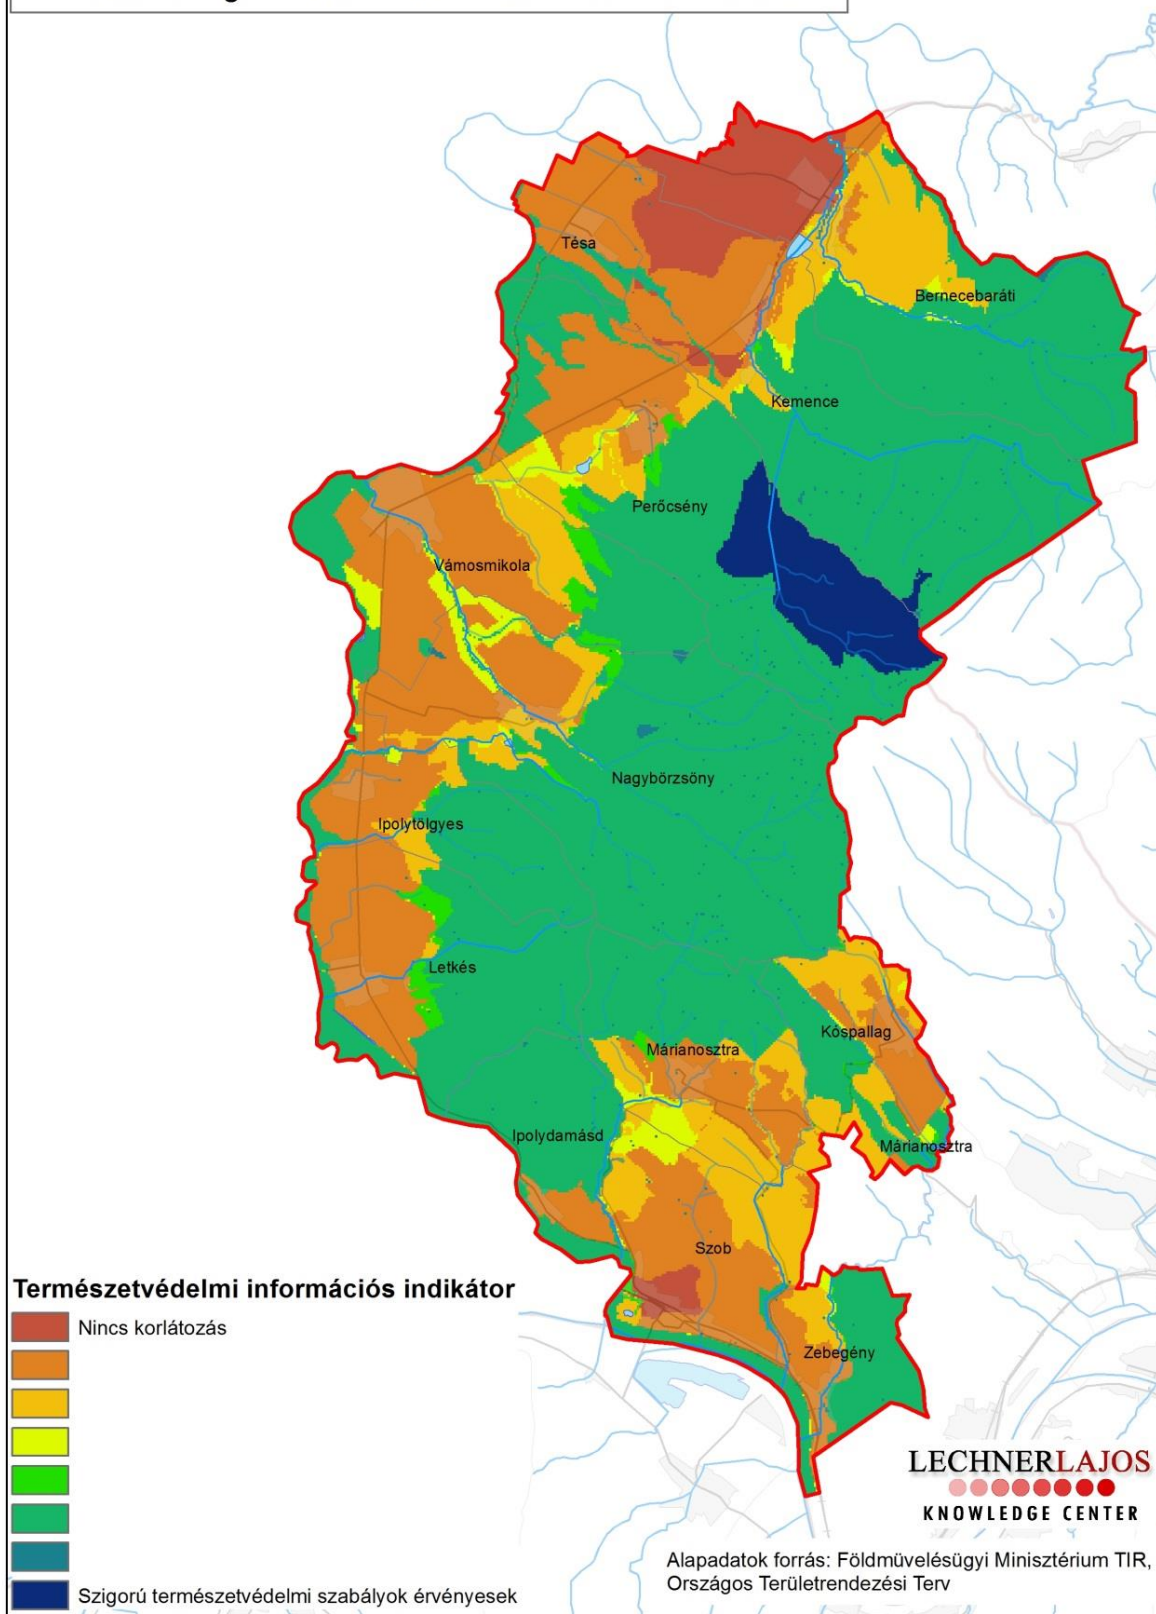 Tésa
Bernecebaráti
Kemence
Perőcsény
Vámosmikola
Nagybörzsöny
Ipolytölgyes
Letkés
Kóspallag
Márianosztra
Ipolydamásd
Márianosztra
Szob
Zebegény
Természetvédelmi információs indikátor
Nincs korlátozás
Szigorú természetvédelmi szabályok érvényesek
LECHNERLAJOS
KNOWLEDGE CENTER
Alapadatok forrás: Földmüvelésügyi Minisztérium TIR,
Országos Területrendezési Terv